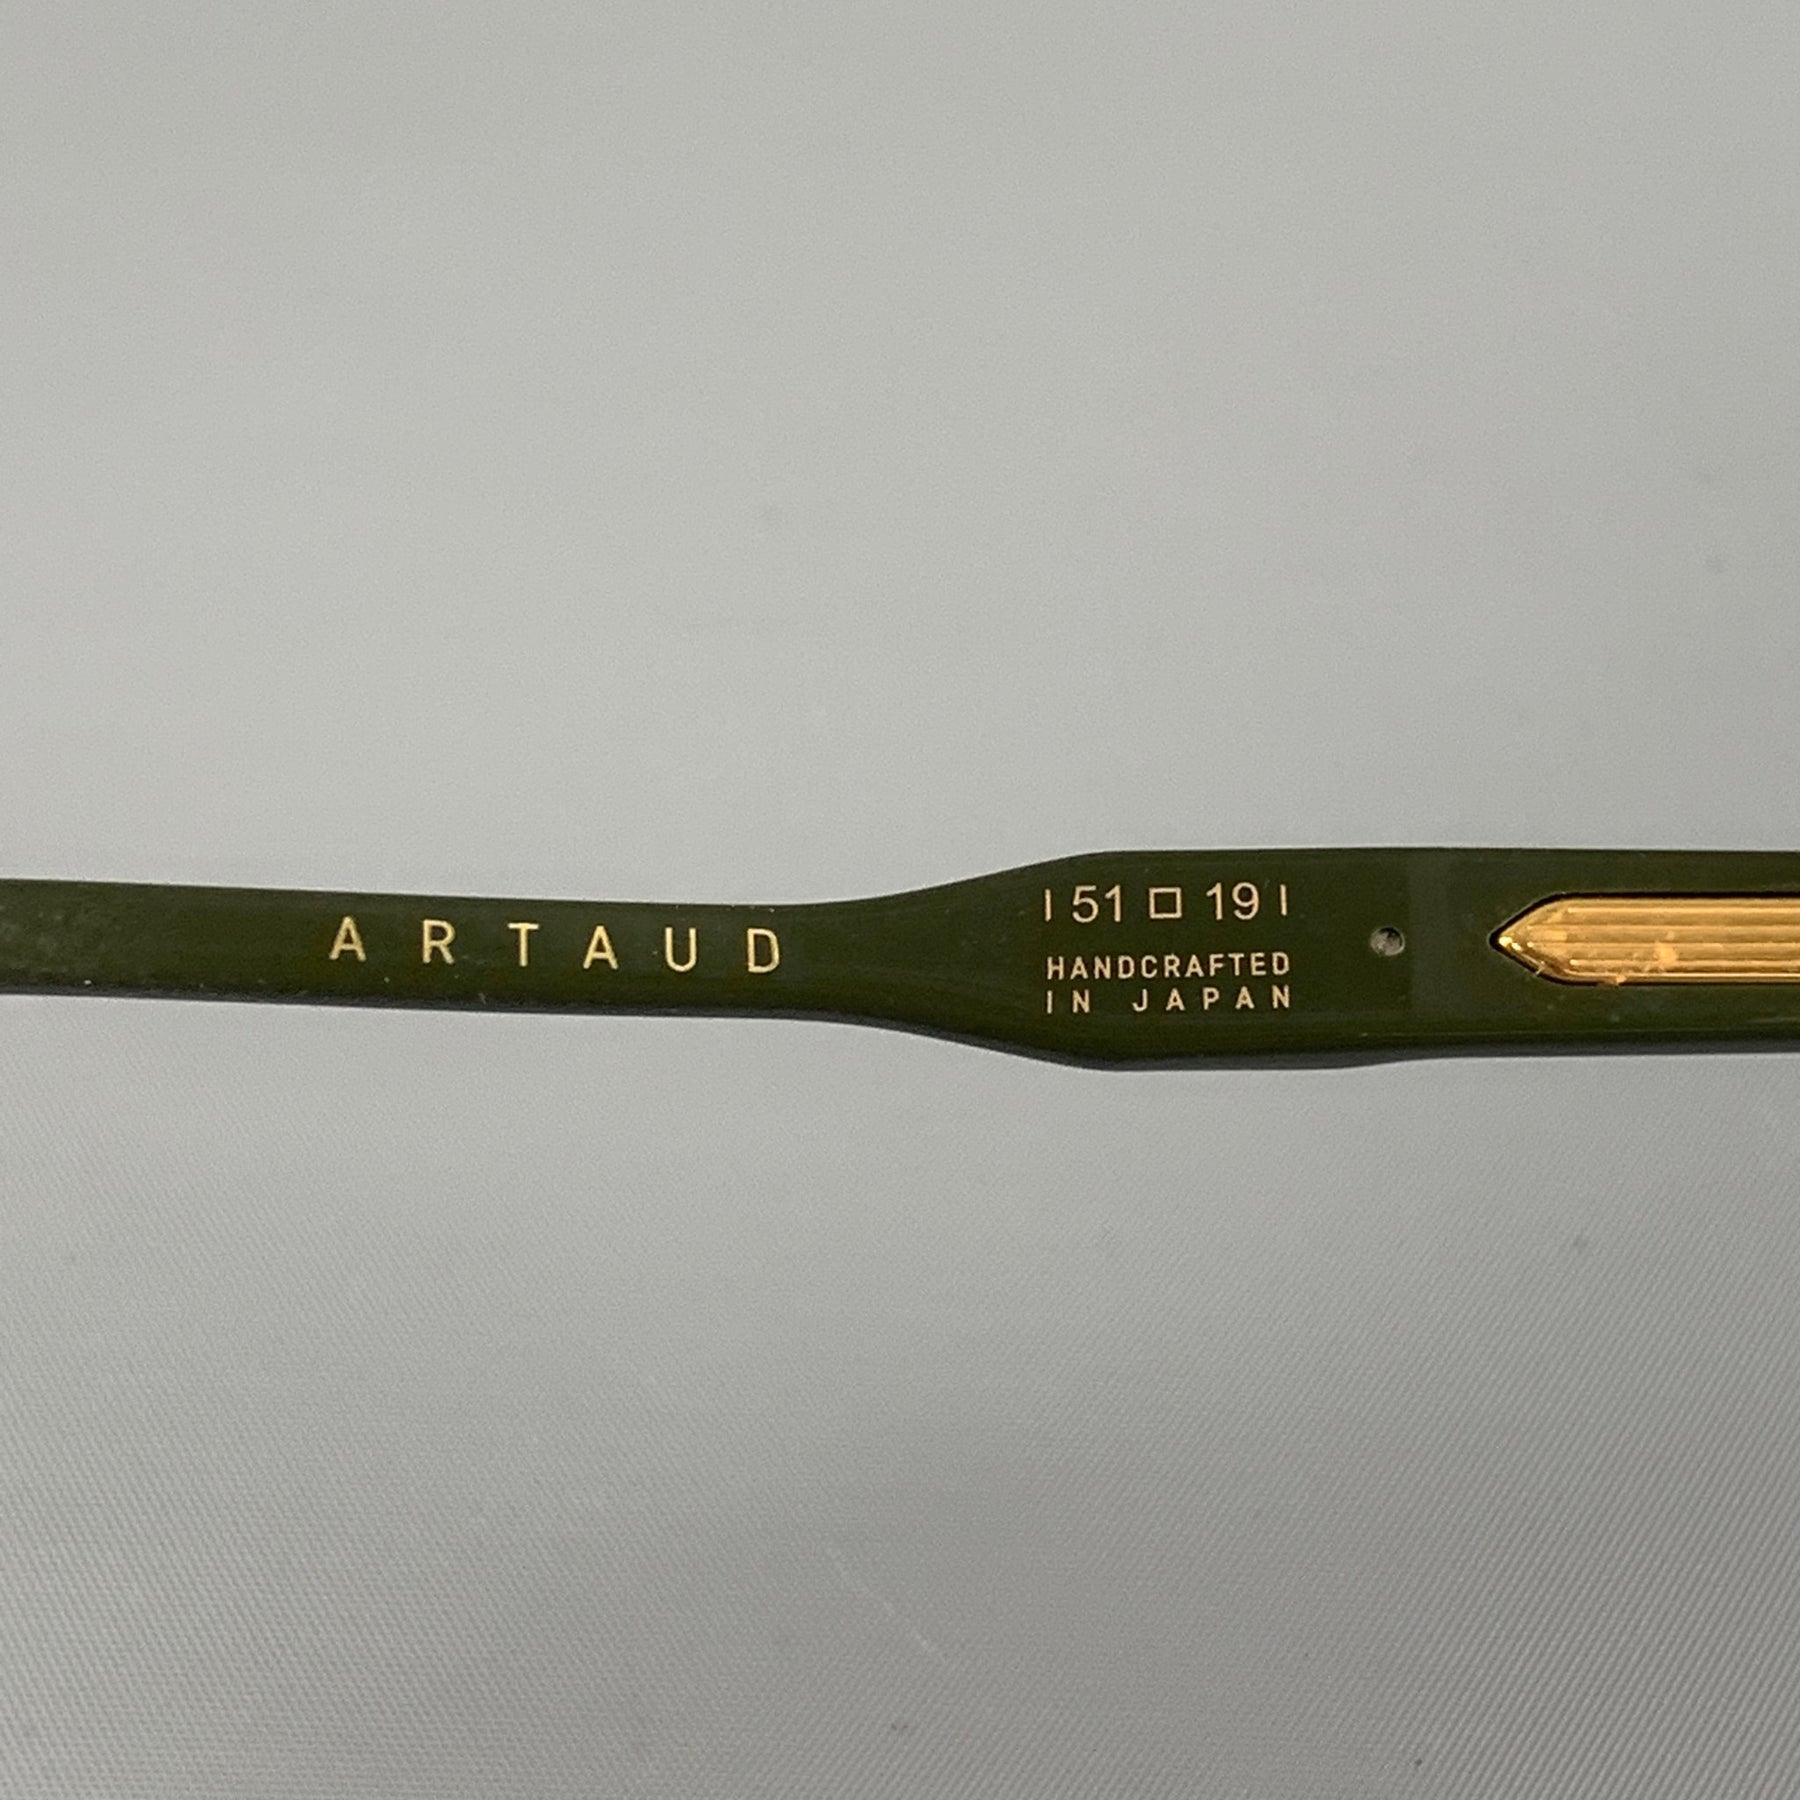 ARTAUD
| 51 □ 19 |
HANDCRAFTED
IN JAPAN